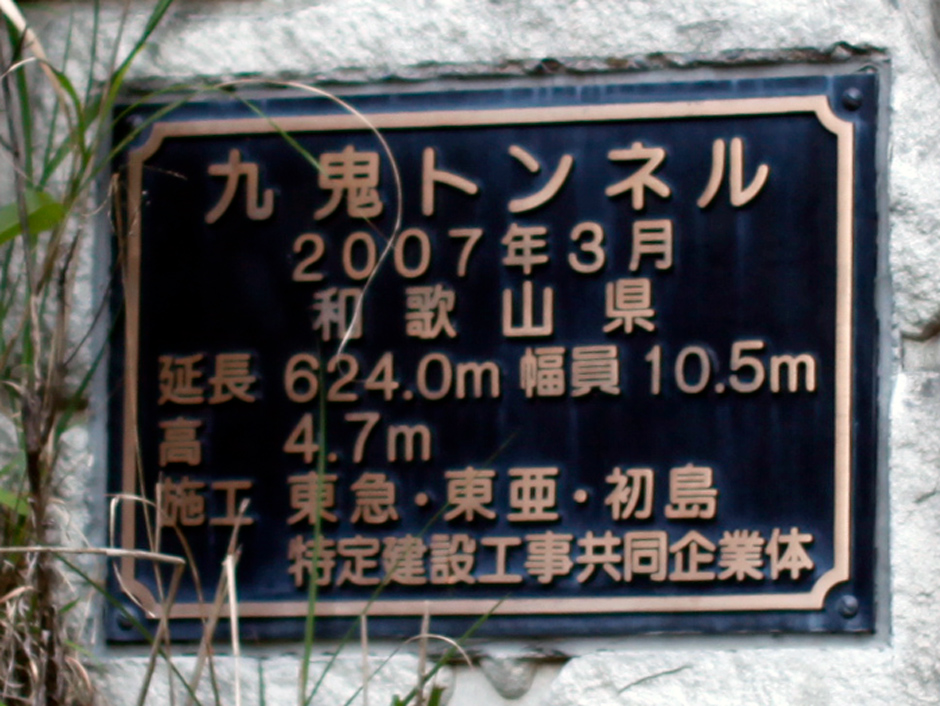 九鬼トンネル
2007年3月
和歌山県
延長 624.0m 幅員 10.5m
高 4.7m
施工 東急・東亜・初島
特定建設工事共同企業体